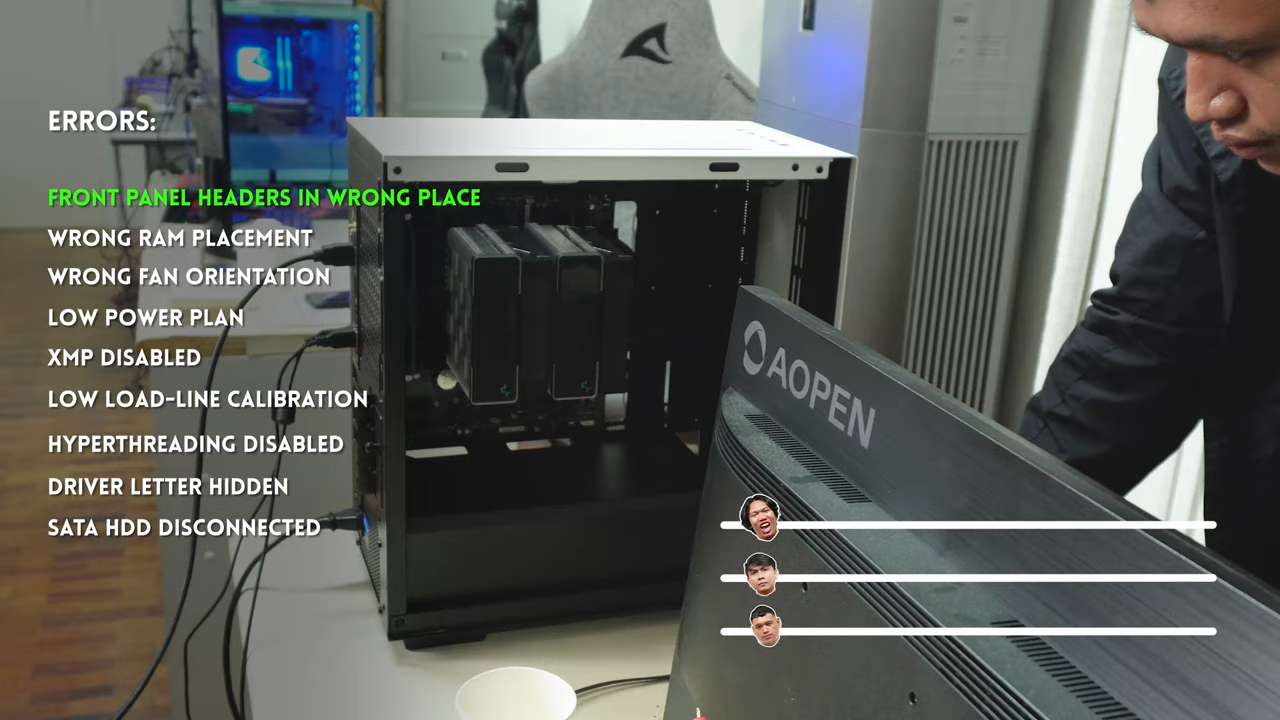 ERRORS:
FRONT PANEL HEADERS IN WRONG PLACE
WRONG RAM PLACEMENT
WRONG FAN ORIENTATION
LOW POWER PLAN
XMP DISABLED
LOW LOAD-LINE CALIBRATION
HYPERTHREADING DISABLED
DRIVER LETTER HIDDEN
SATA HDD DISCONNECTED
AOPEN